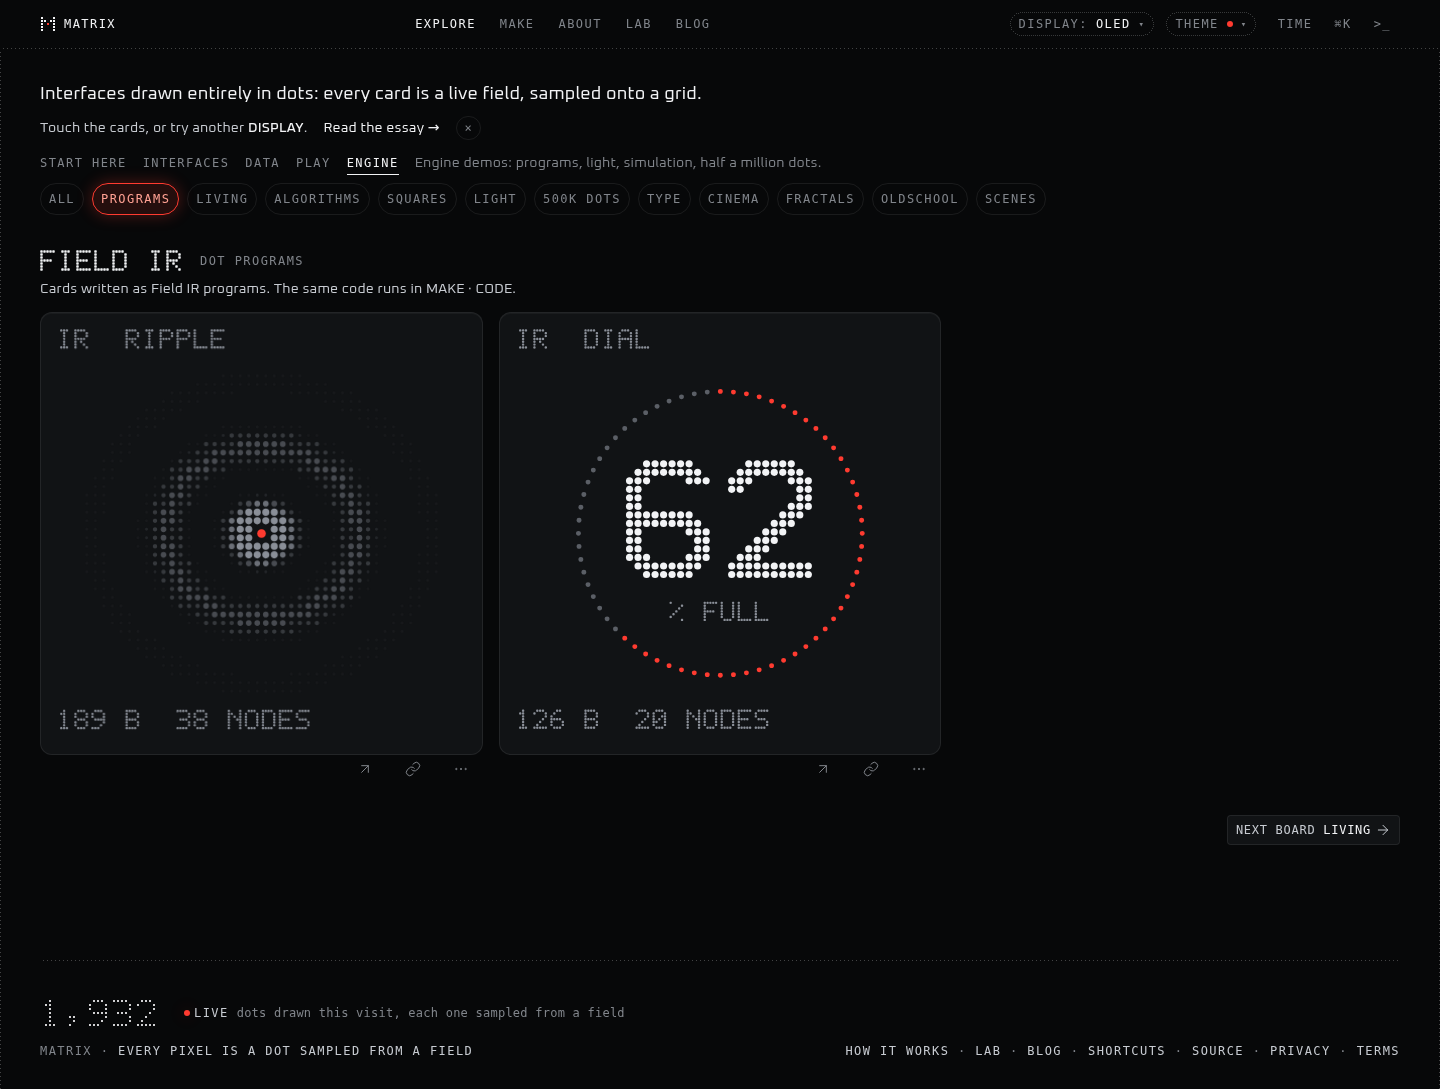 MATRIX
EXPLORE MAKE ABOUT LAB BLOG
DISPLAY: OLED ▾ THEME ● ▾ TIME ⌘K >_
Interfaces drawn entirely in dots: every card is a live field, sampled onto a grid.
Touch the cards, or try another DISPLAY. Read the essay → ×
START HERE INTERFACES DATA PLAY ENGINE Engine demos: programs, light, simulation, half a million dots.
ALL PROGRAMS LIVING ALGORITHMS SQUARES LIGHT 500K DOTS TYPE CINEMA FRACTALS OLDSCHOOL SCENES
FIELD IR DOT PROGRAMS
Cards written as Field IR programs. The same code runs in MAKE · CODE.
IR RIPPLE
189 B 38 NODES
IR DIAL
62
% FULL
126 B 20 NODES
NEXT BOARD LIVING →
1,932 LIVE dots drawn this visit, each one sampled from a field
MATRIX · EVERY PIXEL IS A DOT SAMPLED FROM A FIELD
HOW IT WORKS · LAB · BLOG · SHORTCUTS · SOURCE · PRIVACY · TERMS